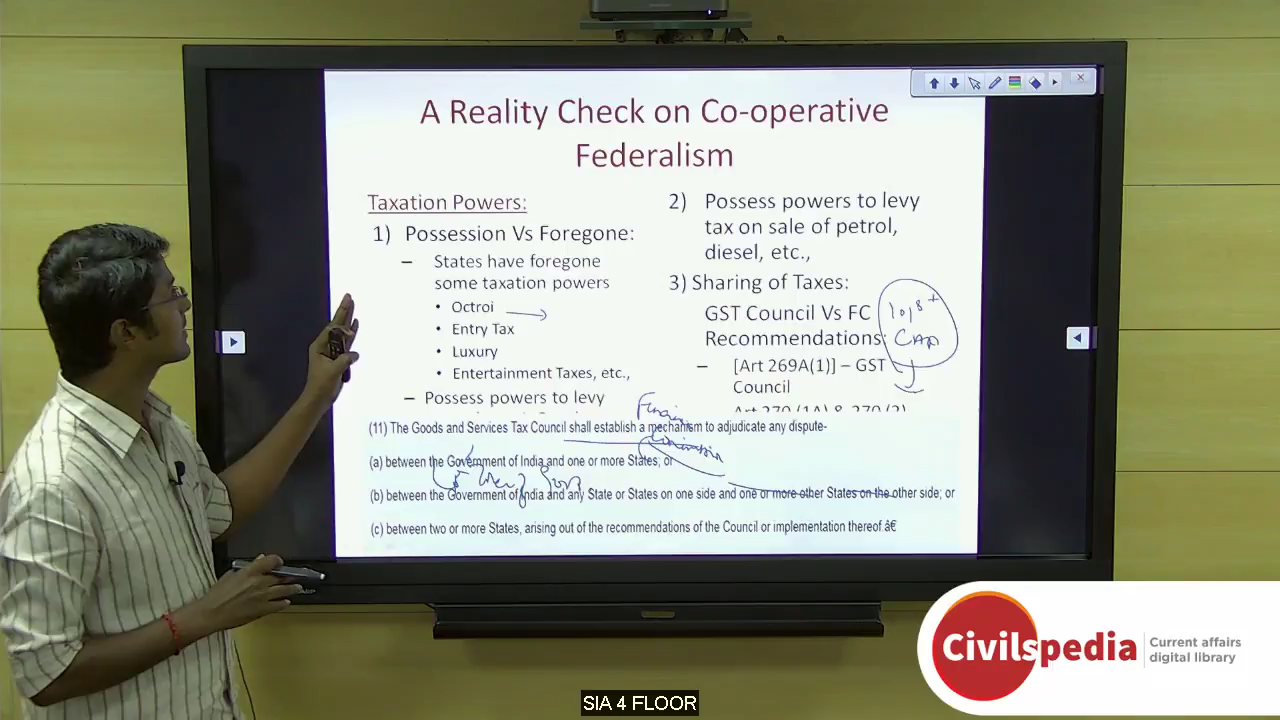 A Reality Check on Co-operative
Federalism
Taxation Powers:
1) Possession Vs Foregone:
– States have foregone
some taxation powers
• Octroi
• Entry Tax
• Luxury
• Entertainment Taxes, etc.,
– Possess powers to levy
2) Possess powers to levy
tax on sale of petrol,
diesel, etc.,
3) Sharing of Taxes:
GST Council Vs FC
Recommendations:
– [Art 269A(1)] – GST
Council
Finance
Commission
(11) The Goods and Services Tax Council shall establish a mechanism to adjudicate any dispute-
(a) between the Government of India and one or more States; or
(b) between the Government of India and any State or States on one side and one or more other States on the other side; or
(c) between two or more States, arising out of the recommendations of the Council or implementation thereof â€
Civilspedia
Current affairs
digital library
SIA 4 FLOOR